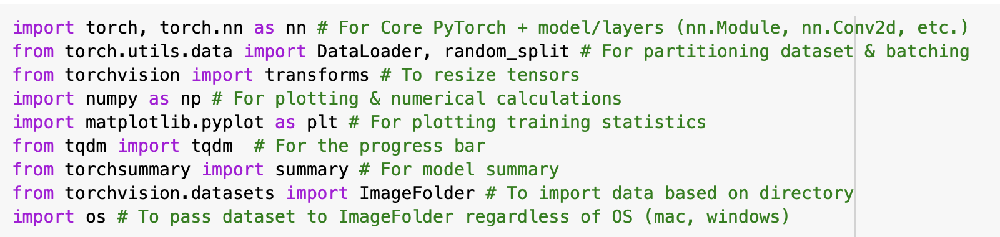 import torch, torch.nn as nn # For Core PyTorch + model/layers (nn.Module, nn.Conv2d, etc.)
from torch.utils.data import DataLoader, random_split # For partitioning dataset & batching
from torchvision import transforms # To resize tensors
import numpy as np # For plotting & numerical calculations
import matplotlib.pyplot as plt # For plotting training statistics
from tqdm import tqdm  # For the progress bar
from torchsummary import summary # For model summary
from torchvision.datasets import ImageFolder # To import data based on directory
import os # To pass dataset to ImageFolder regardless of OS (mac, windows)